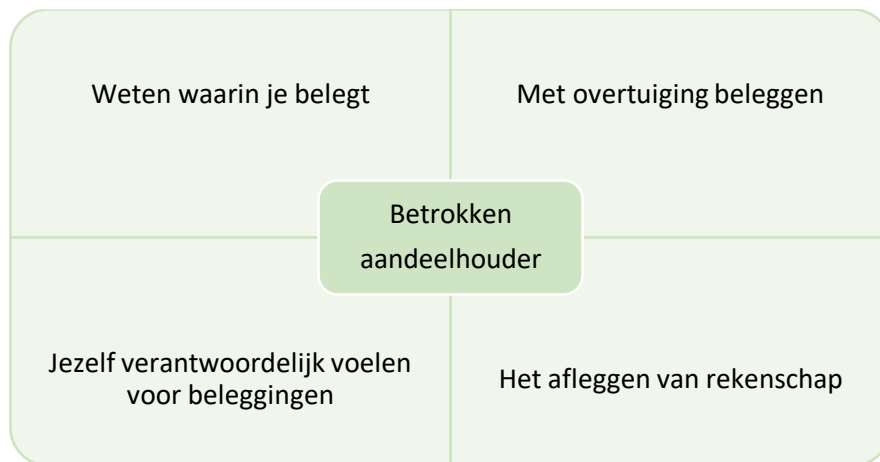 Weten waarin je belegt
Met overtuiging beleggen
Betrokken
aandeelhouder
Jezelf verantwoordelijk voelen
voor beleggingen
Het afleggen van rekenschap